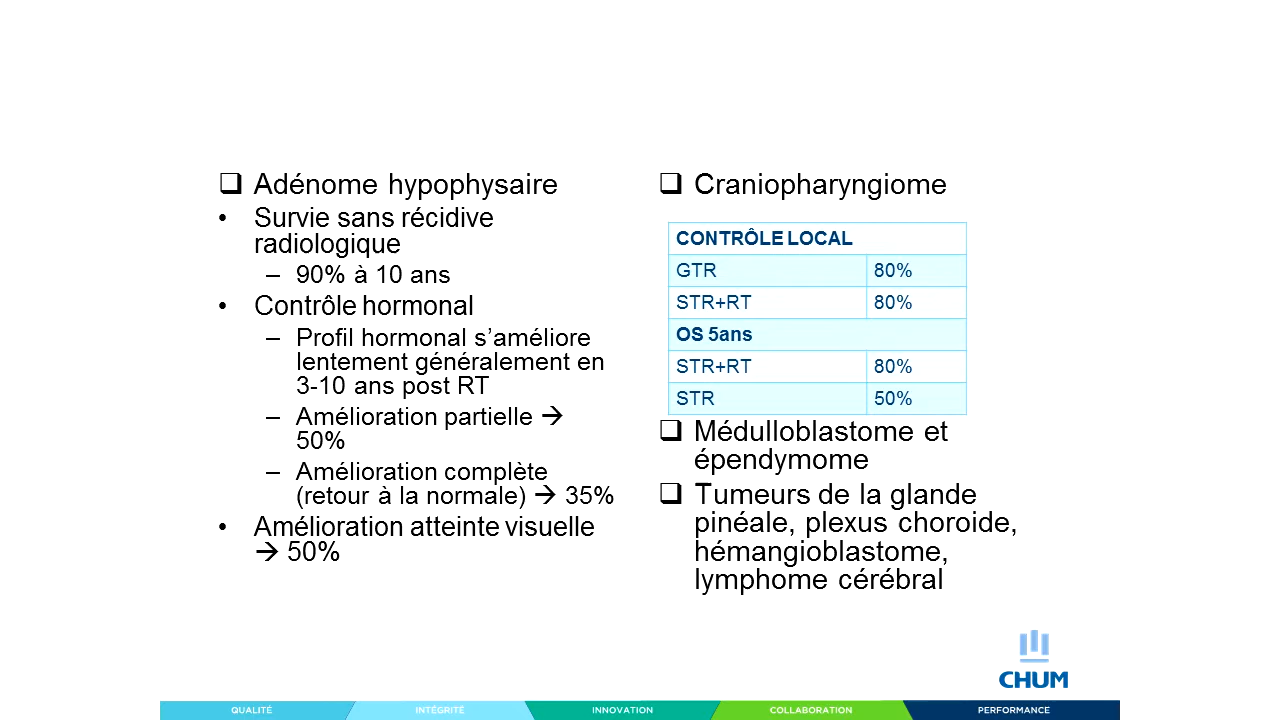 ❑ Adénome hypophysaire
• Survie sans récidive
radiologique
– 90% à 10 ans
• Contrôle hormonal
– Profil hormonal s’améliore
lentement généralement en
3-10 ans post RT
– Amélioration partielle →
50%
– Amélioration complète
(retour à la normale) → 35%
• Amélioration atteinte visuelle
→ 50%
❑ Craniopharyngiome
CONTRÔLE LOCAL
GTR 80%
STR+RT 80%
OS 5ans
STR+RT 80%
STR 50%
❑ Médulloblastome et
épendymome
❑ Tumeurs de la glande
pinéale, plexus choroide,
hémangioblastome,
lymphome cérébral
CHUM
QUALITÉ INTÉGRITÉ INNOVATION COLLABORATION PERFORMANCE